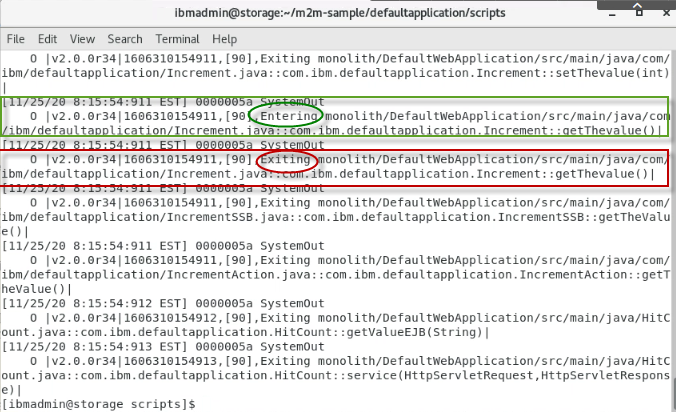 ibmadmin@storage:~/m2m-sample/defaultapplication/scripts
File Edit View Search Terminal Help
O |v2.0.0r34|1606310154911,[90],Exiting monolith/DefaultWebApplication/src/main/java/com/
ibm/defaultapplication/Increment.java::com.ibm.defaultapplication.Increment::setThevalue(int)
|
[11/25/20 8:15:54:911 EST] 0000005a SystemOut
O |v2.0.0r34|1606310154911,[90],Entering monolith/DefaultWebApplication/src/main/java/com
/ibm/defaultapplication/Increment.java::com.ibm.defaultapplication.Increment::getThevalue()|
[11/25/20 8:15:54:911 EST] 0000005a SystemOut
O |v2.0.0r34|1606310154911,[90],Exiting monolith/DefaultWebApplication/src/main/java/com/
ibm/defaultapplication/Increment.java::com.ibm.defaultapplication.Increment::getThevalue()|
[11/25/20 8:15:54:911 EST] 0000005a SystemOut
O |v2.0.0r34|1606310154911,[90],Exiting monolith/DefaultWebApplication/src/main/java/com/
ibm/defaultapplication/IncrementSSB.java::com.ibm.defaultapplication.IncrementSSB::getTheValu
e()|
[11/25/20 8:15:54:911 EST] 0000005a SystemOut
O |v2.0.0r34|1606310154911,[90],Exiting monolith/DefaultWebApplication/src/main/java/com/
ibm/defaultapplication/IncrementAction.java::com.ibm.defaultapplication.IncrementAction::getT
heValue()|
[11/25/20 8:15:54:912 EST] 0000005a SystemOut
O |v2.0.0r34|1606310154912,[90],Exiting monolith/DefaultWebApplication/src/main/java/HitC
ount.java::com.ibm.defaultapplication.HitCount::getValueEJB(String)|
[11/25/20 8:15:54:913 EST] 0000005a SystemOut
O |v2.0.0r34|1606310154913,[90],Exiting monolith/DefaultWebApplication/src/main/java/HitC
ount.java::com.ibm.defaultapplication.HitCount::service(HttpServletRequest,HttpServletRespons
e)|
[ibmadmin@storage scripts]$